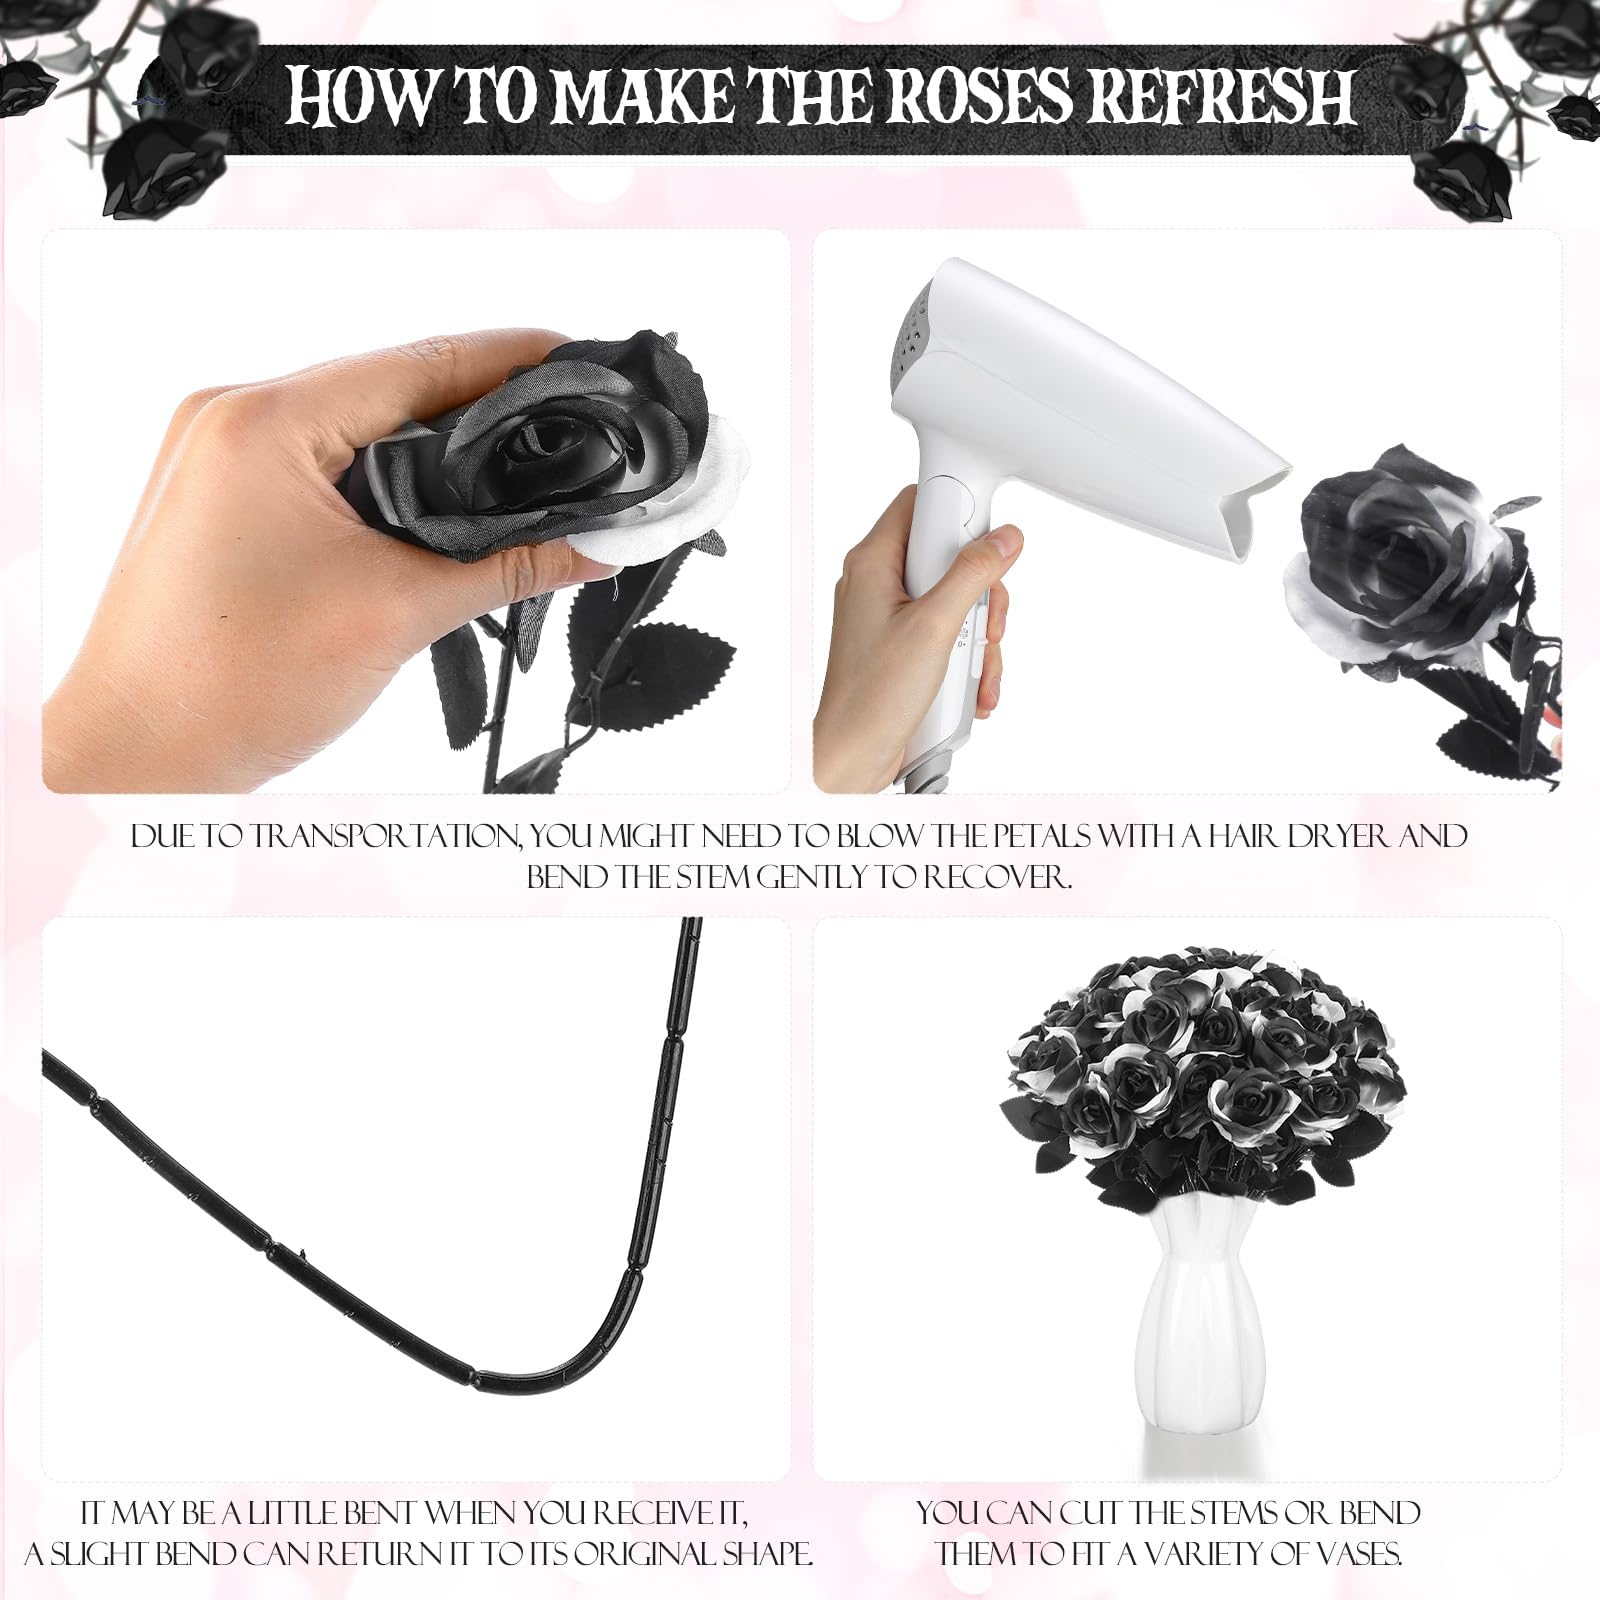 HOW TO MAKE THE ROSES REFRESH
DUE TO TRANSPORTATION, YOU MIGHT NEED TO BLOW THE PETALS WITH A HAIR DRYER AND
BEND THE STEM GENTLY TO RECOVER.
IT MAY BE A LITTLE BENT WHEN YOU RECEIVE IT,
A SLIGHT BEND CAN RETURN IT TO ITS ORIGINAL SHAPE.
YOU CAN CUT THE STEMS OR BEND
THEM TO FIT A VARIETY OF VASES.